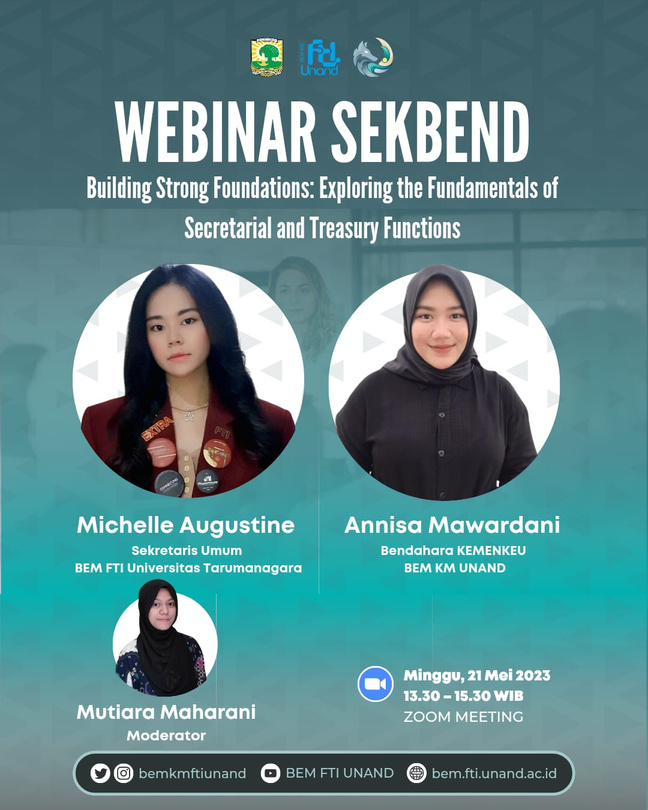 fti
Unand
WEBINAR SEKBEND
Building Strong Foundations: Exploring the Fundamentals of
Secretarial and Treasury Functions
EXTRA
FTI
Michelle Augustine
Sekretaris Umum
BEM FTI Universitas Tarumanagara
Annisa Mawardani
Bendahara KEMENKEU
BEM KM UNAND
Mutiara Maharani
Moderator
Minggu, 21 Mei 2023
13.30 – 15.30 WIB
ZOOM MEETING
bemkmftiunand
BEM FTI UNAND
bem.fti.unand.ac.id